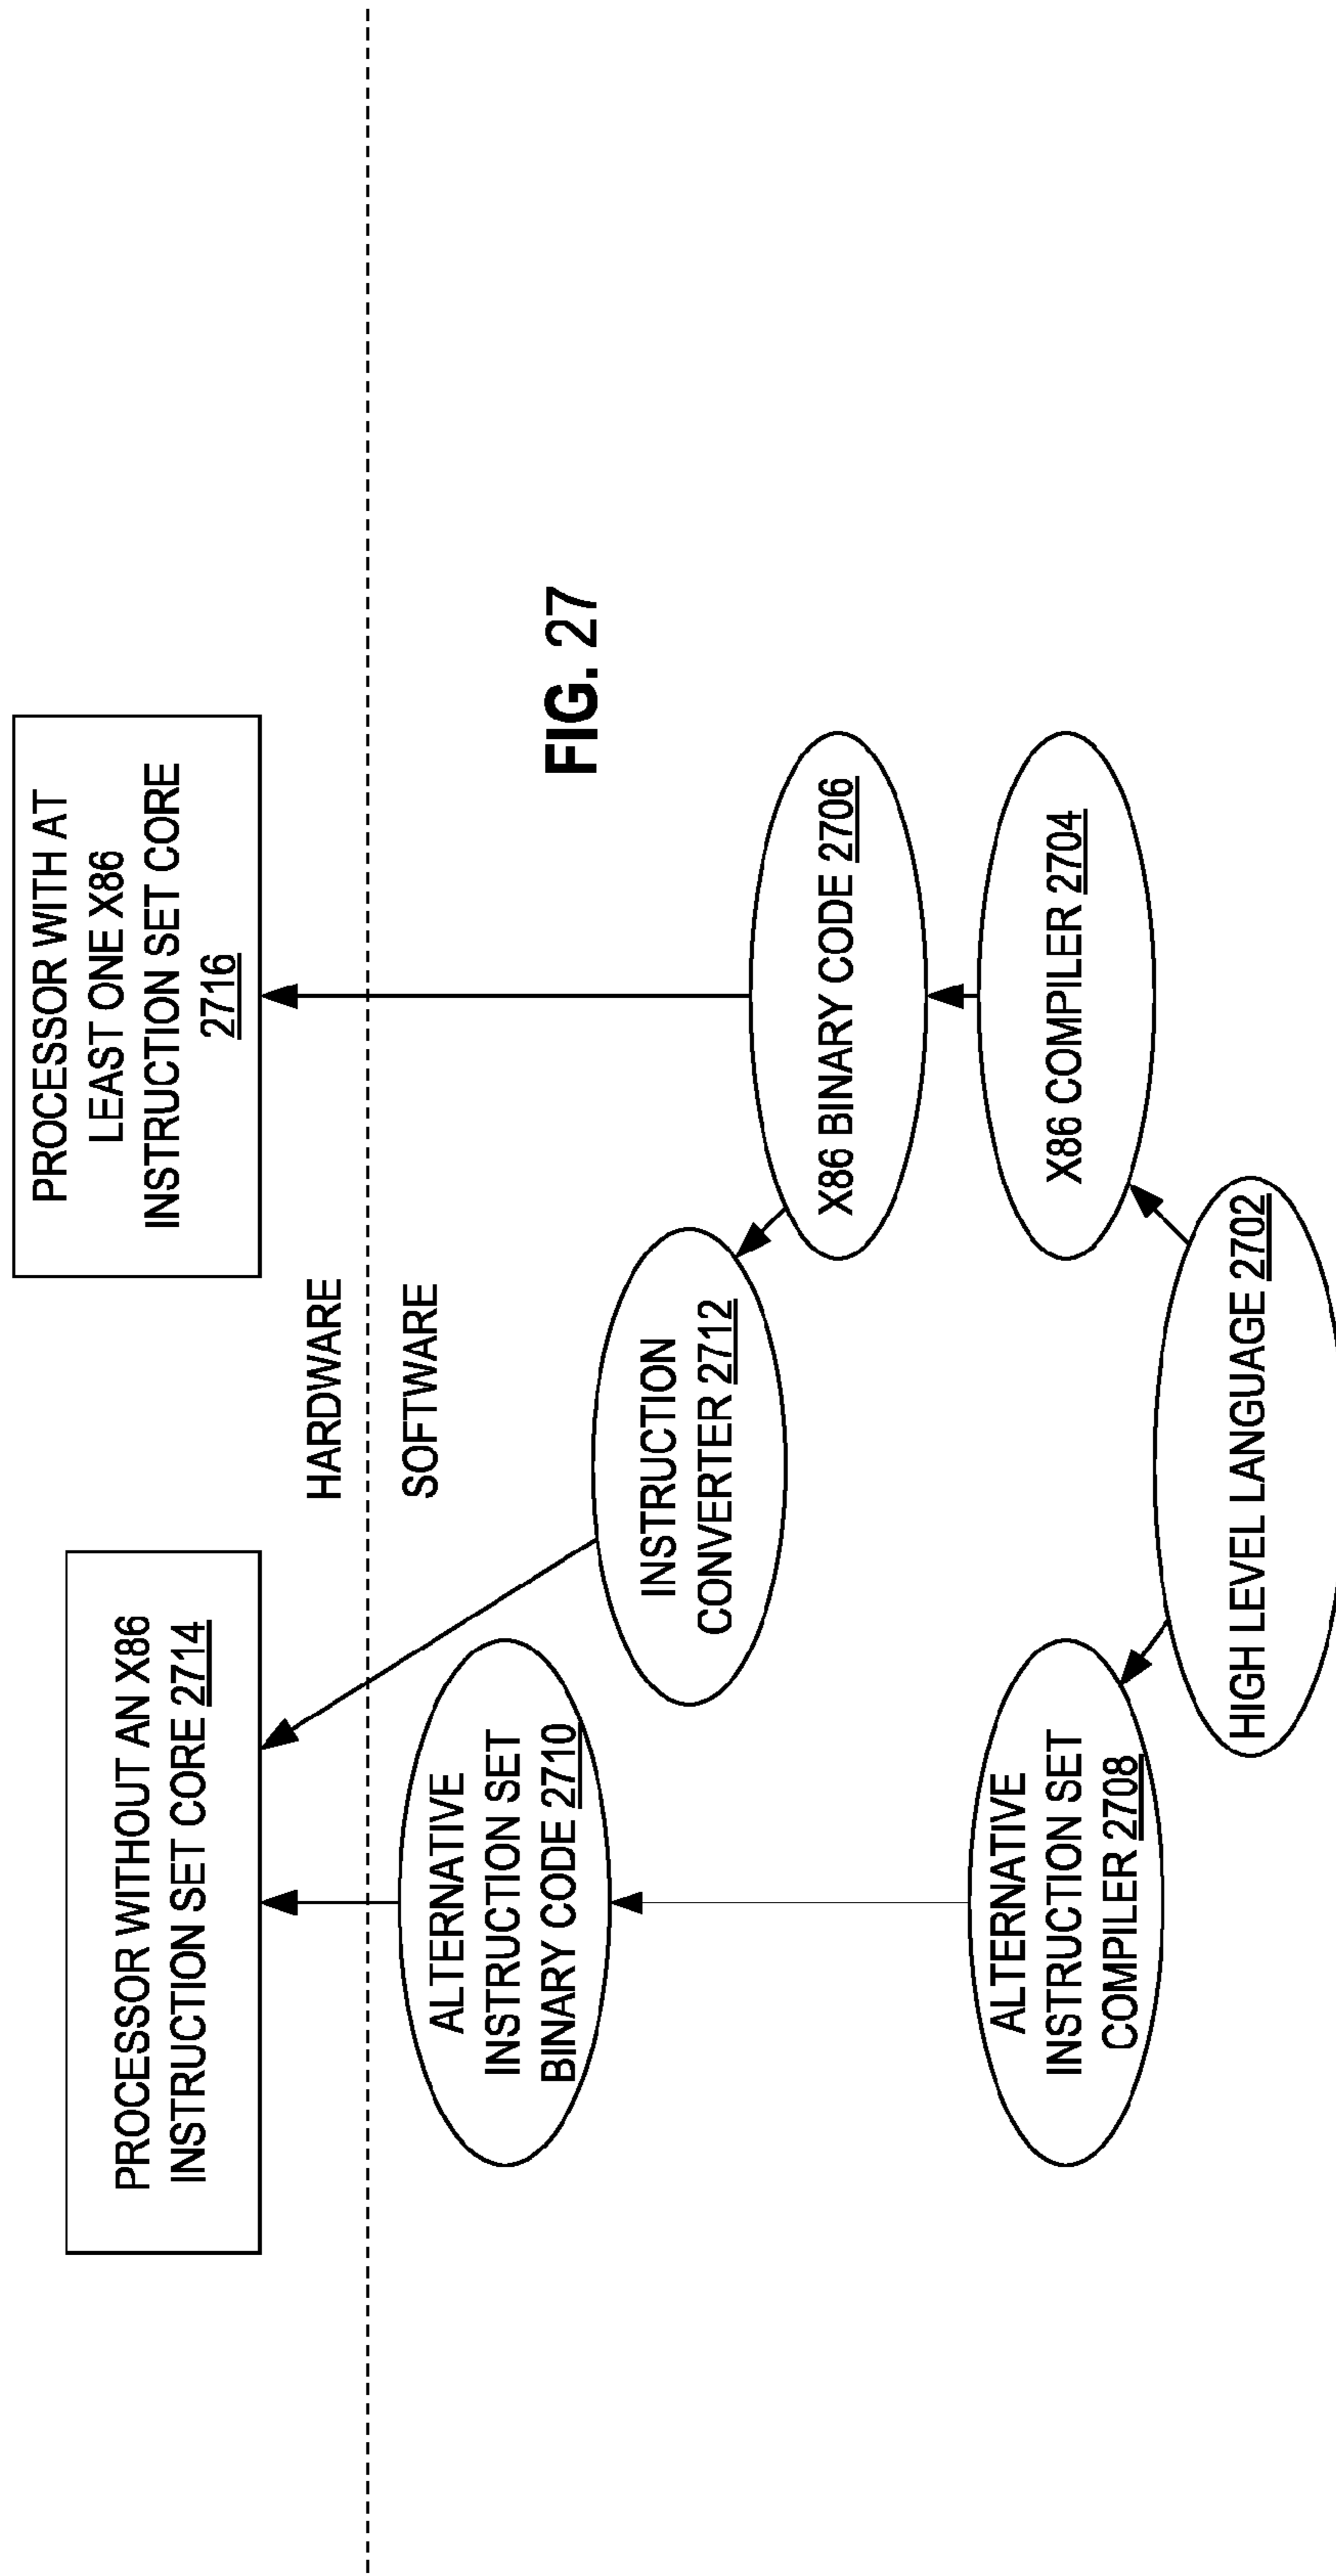 PROCESSOR WITHOUT AN X86
INSTRUCTION SET CORE 2714
PROCESSOR WITH AT
LEAST ONE X86
INSTRUCTION SET CORE
2716
HARDWARE
SOFTWARE
ALTERNATIVE
INSTRUCTION SET
BINARY CODE 2710
INSTRUCTION
CONVERTER 2712
FIG. 27
X86 BINARY CODE 2706
ALTERNATIVE
INSTRUCTION SET
COMPILER 2708
X86 COMPILER 2704
HIGH LEVEL LANGUAGE 2702